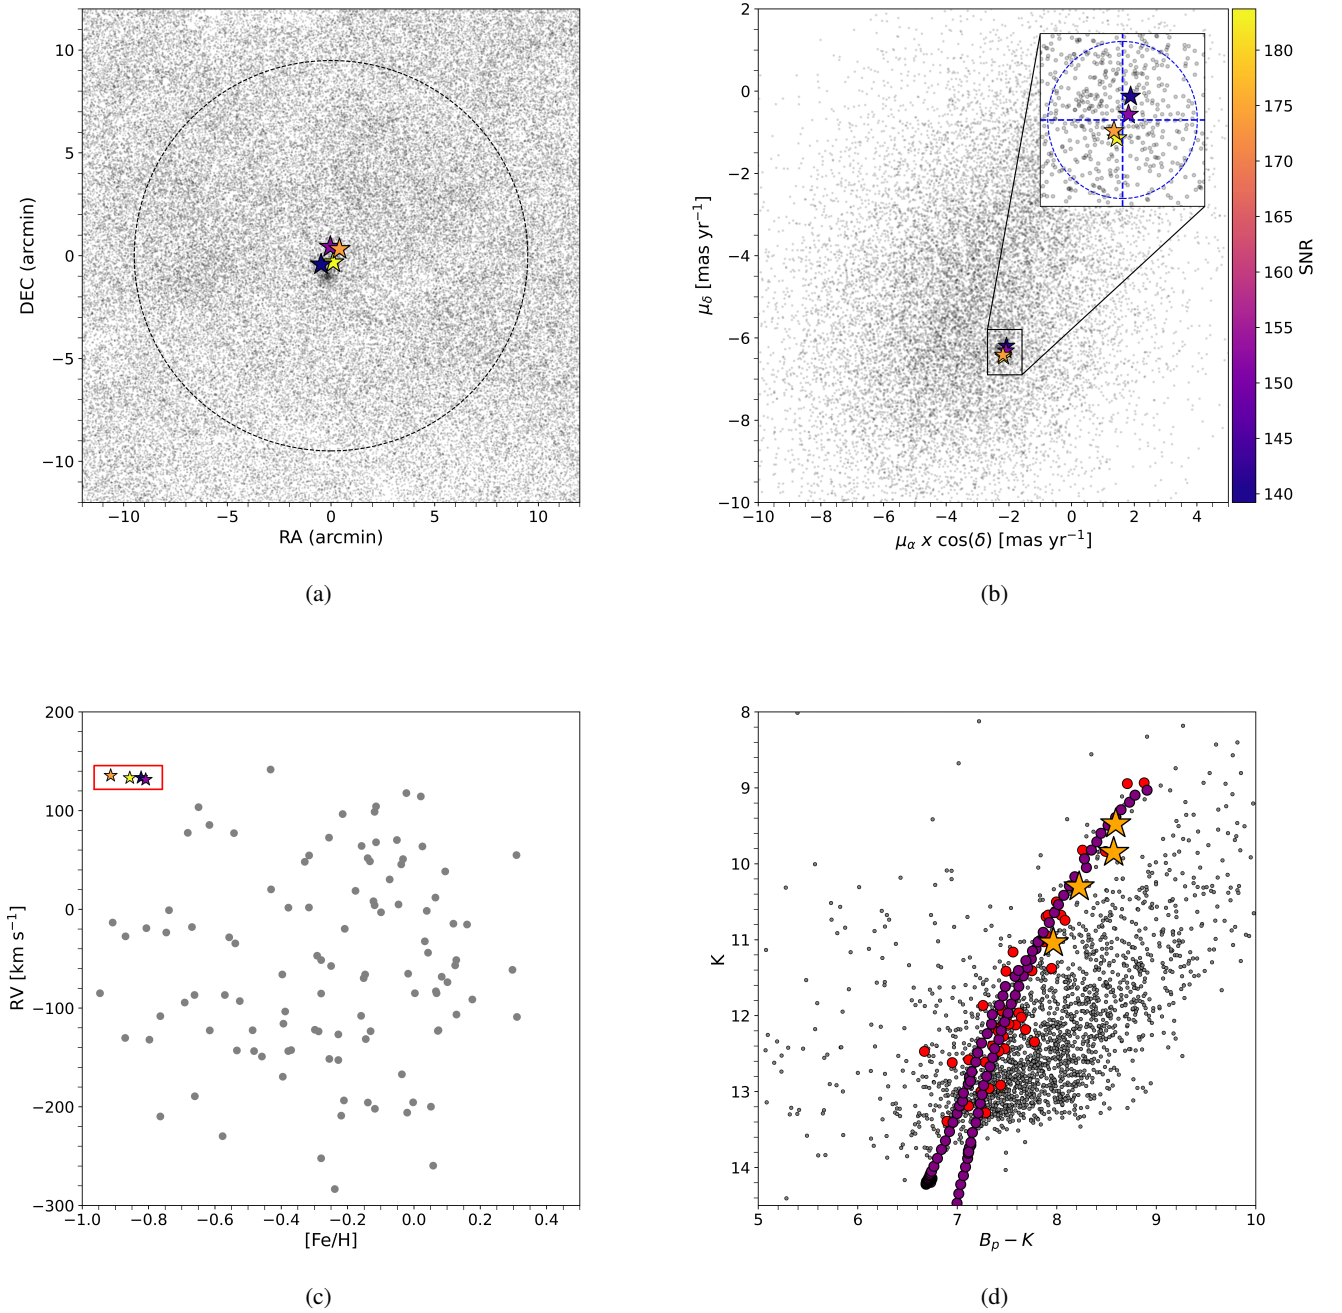 10
5
0
−5
−10
DEC (arcmin)
−10 −5 0 5 10
RA (arcmin)
(a)
2
0
−2
−4
−6
−8
−10
μδ [mas yr−1]
−10 −8 −6 −4 −2 0 2 4
μα x cos(δ) [mas yr−1]
180
175
170
165
160
155
150
145
140
SNR
(b)
200
100
0
−100
−200
−300
RV [km s−1]
−1.0 −0.8 −0.6 −0.4 −0.2 0.0 0.2 0.4
[Fe/H]
(c)
8
9
10
11
12
13
14
K
5 6 7 8 9 10
Bp − K
(d)